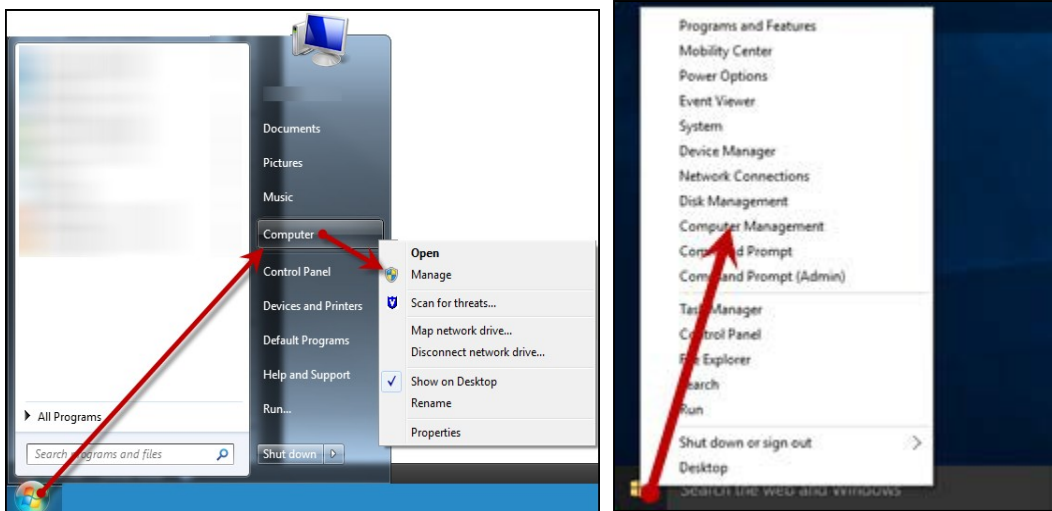 Documents
Pictures
Music
Computer
Control Panel
Devices and Printers
Default Programs
Help and Support
Run...
All Programs
Search programs and files
Shut down
Open
Manage
Scan for threats...
Map network drive...
Disconnect network drive...
Show on Desktop
Rename
Properties
Programs and Features
Mobility Center
Power Options
Event Viewer
System
Device Manager
Network Connections
Disk Management
Computer Management
Command Prompt
Command Prompt (Admin)
Task Manager
Control Panel
File Explorer
Search
Run
Shut down or sign out
Desktop
Search the web and Windows